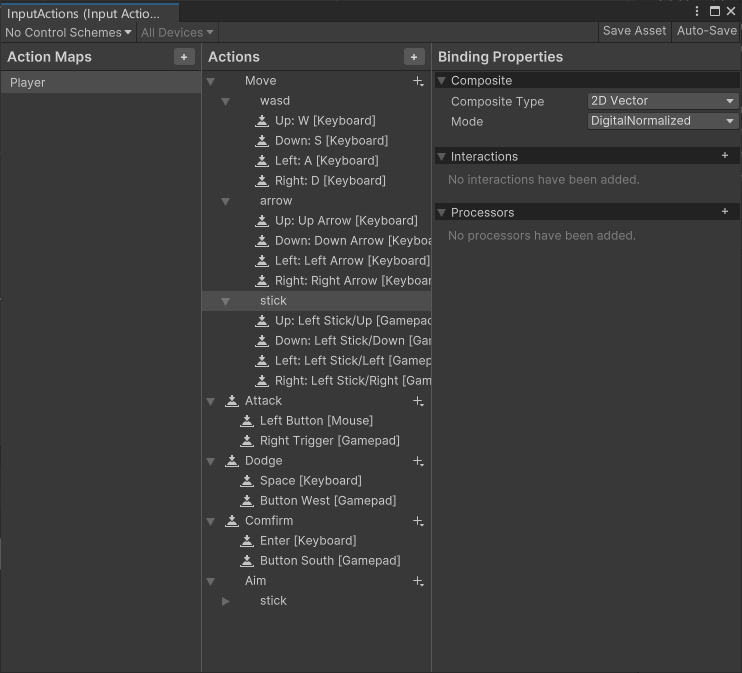 InputActions (Input Actio...
No Control Schemes
All Devices
Save Asset
Auto-Save
Action Maps +
Player
Actions +
Move
wasd
Up: W [Keyboard]
Down: S [Keyboard]
Left: A [Keyboard]
Right: D [Keyboard]
arrow
Up: Up Arrow [Keyboard]
Down: Down Arrow [Keyboa
Left: Left Arrow [Keyboard]
Right: Right Arrow [Keyboar
stick
Up: Left Stick/Up [Gamepad
Down: Left Stick/Down [Gar
Left: Left Stick/Left [Gamep
Right: Left Stick/Right [Gam
Attack
Left Button [Mouse]
Right Trigger [Gamepad]
Dodge
Space [Keyboard]
Button West [Gamepad]
Comfirm
Enter [Keyboard]
Button South [Gamepad]
Aim
stick
Binding Properties
Composite
Composite Type 2D Vector
Mode DigitalNormalized
Interactions +
No interactions have been added.
Processors +
No processors have been added.